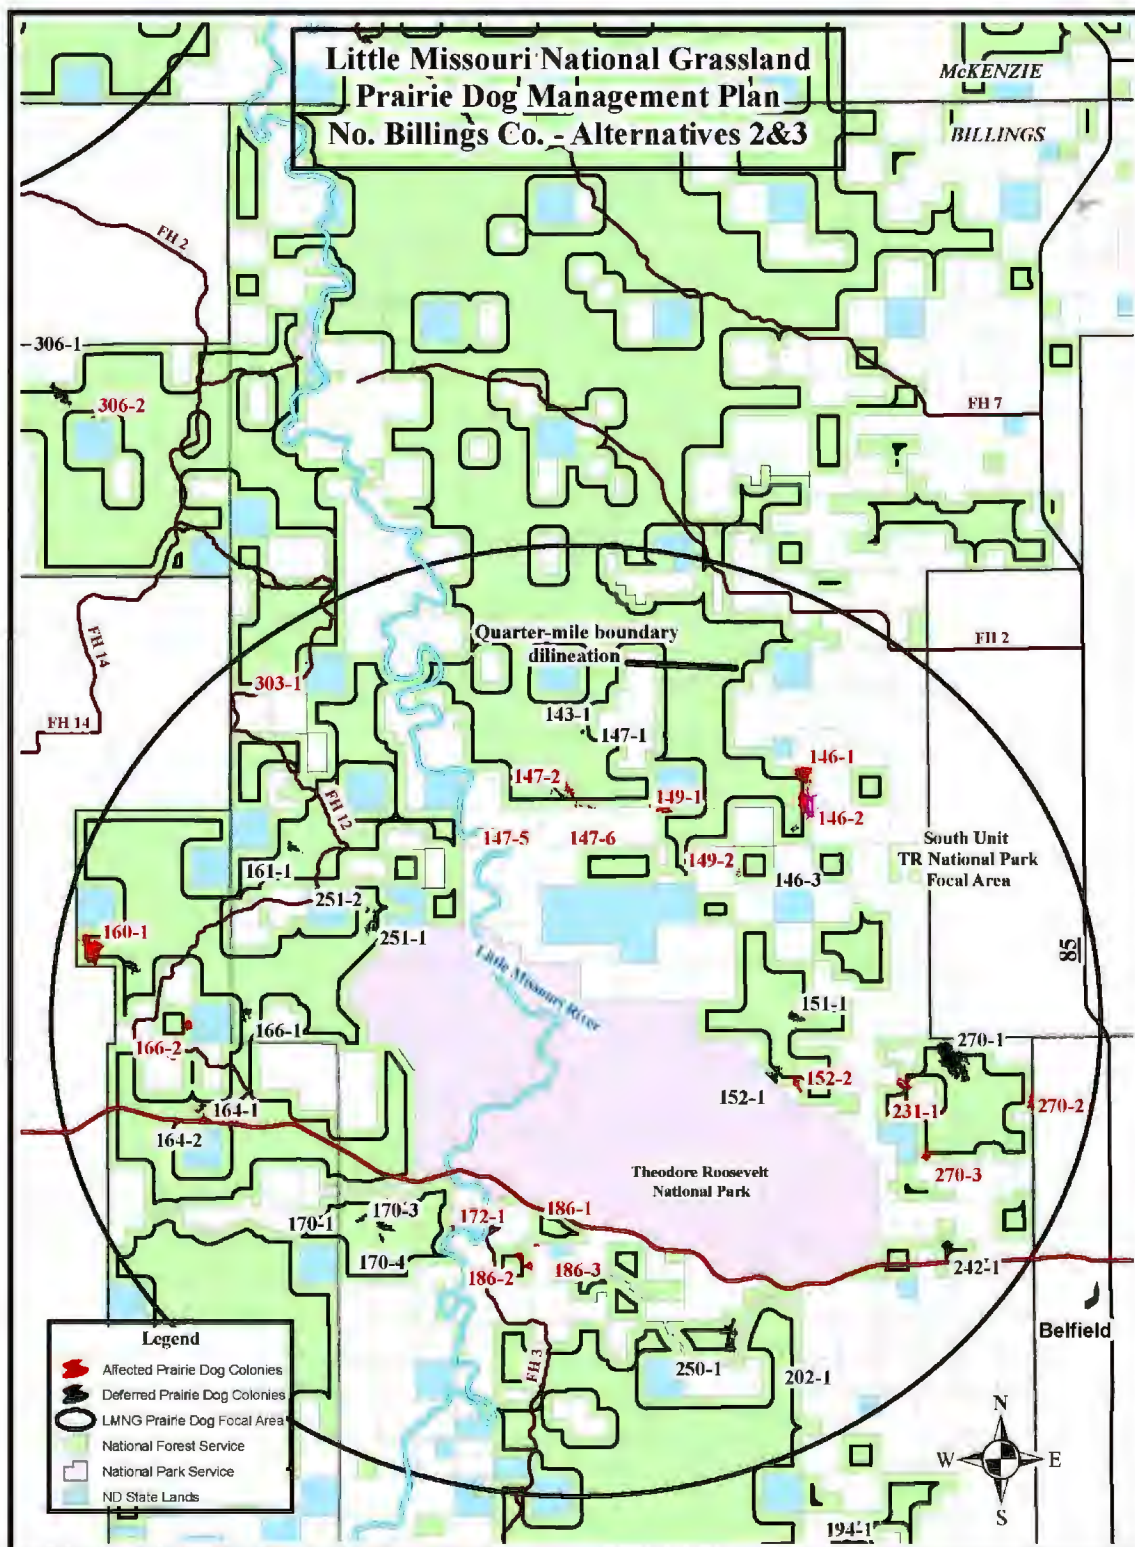 Little Missouri National Grassland
Prairie Dog Management Plan
No. Billings Co. - Alternatives 2&3
McKENZIE
BILLINGS
FH 2
306-1
306-2
FH 7
FH 2
Quarter-mile boundary
dilineation
FH 14
303-1
FH 14
143-1
147-1
147-2
146-1
149-1
FH 12
146-2
147-5
147-6
South Unit
TR National Park
Focal Area
161-1
149-2
146-3
251-2
160-1
251-1
85
Little Missouri River
151-1
166-1
166-2
270-1
152-2
152-1
231-1
270-2
164-1
164-2
Theodore Roosevelt
National Park
270-3
170-3
186-1
170-1
172-1
170-4
186-2
186-3
242-1
Belfield
Legend
Affected Prairie Dog Colonies
Deferred Prairie Dog Colonies
LMNG Prairie Dog Focal Area
National Forest Service
National Park Service
ND State Lands
FH 3
250-1
202-1
N
W
E
S
194-1